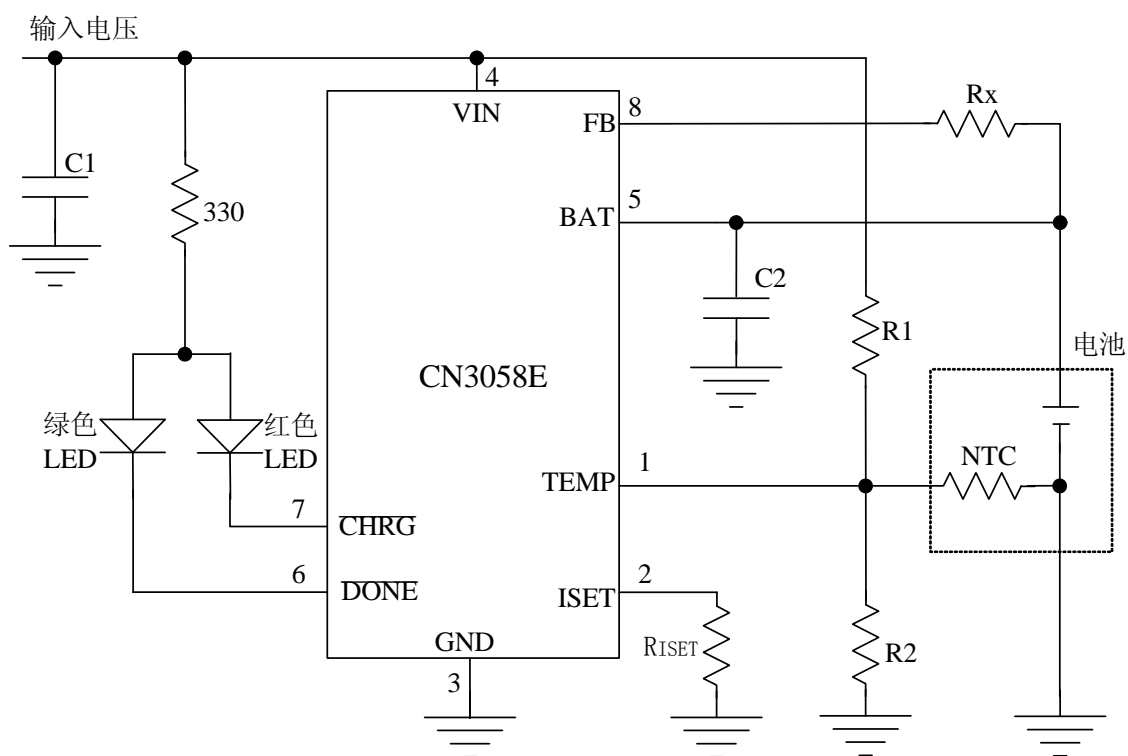 输入电压
4
VIN
FB
8
Rx
C1
330
BAT
5
C2
R1
电池
CN3058E
绿色
LED
红色
LED
TEMP
1
NTC
7
CHRG
6
DONE
ISET
2
GND
RISET
R2
3